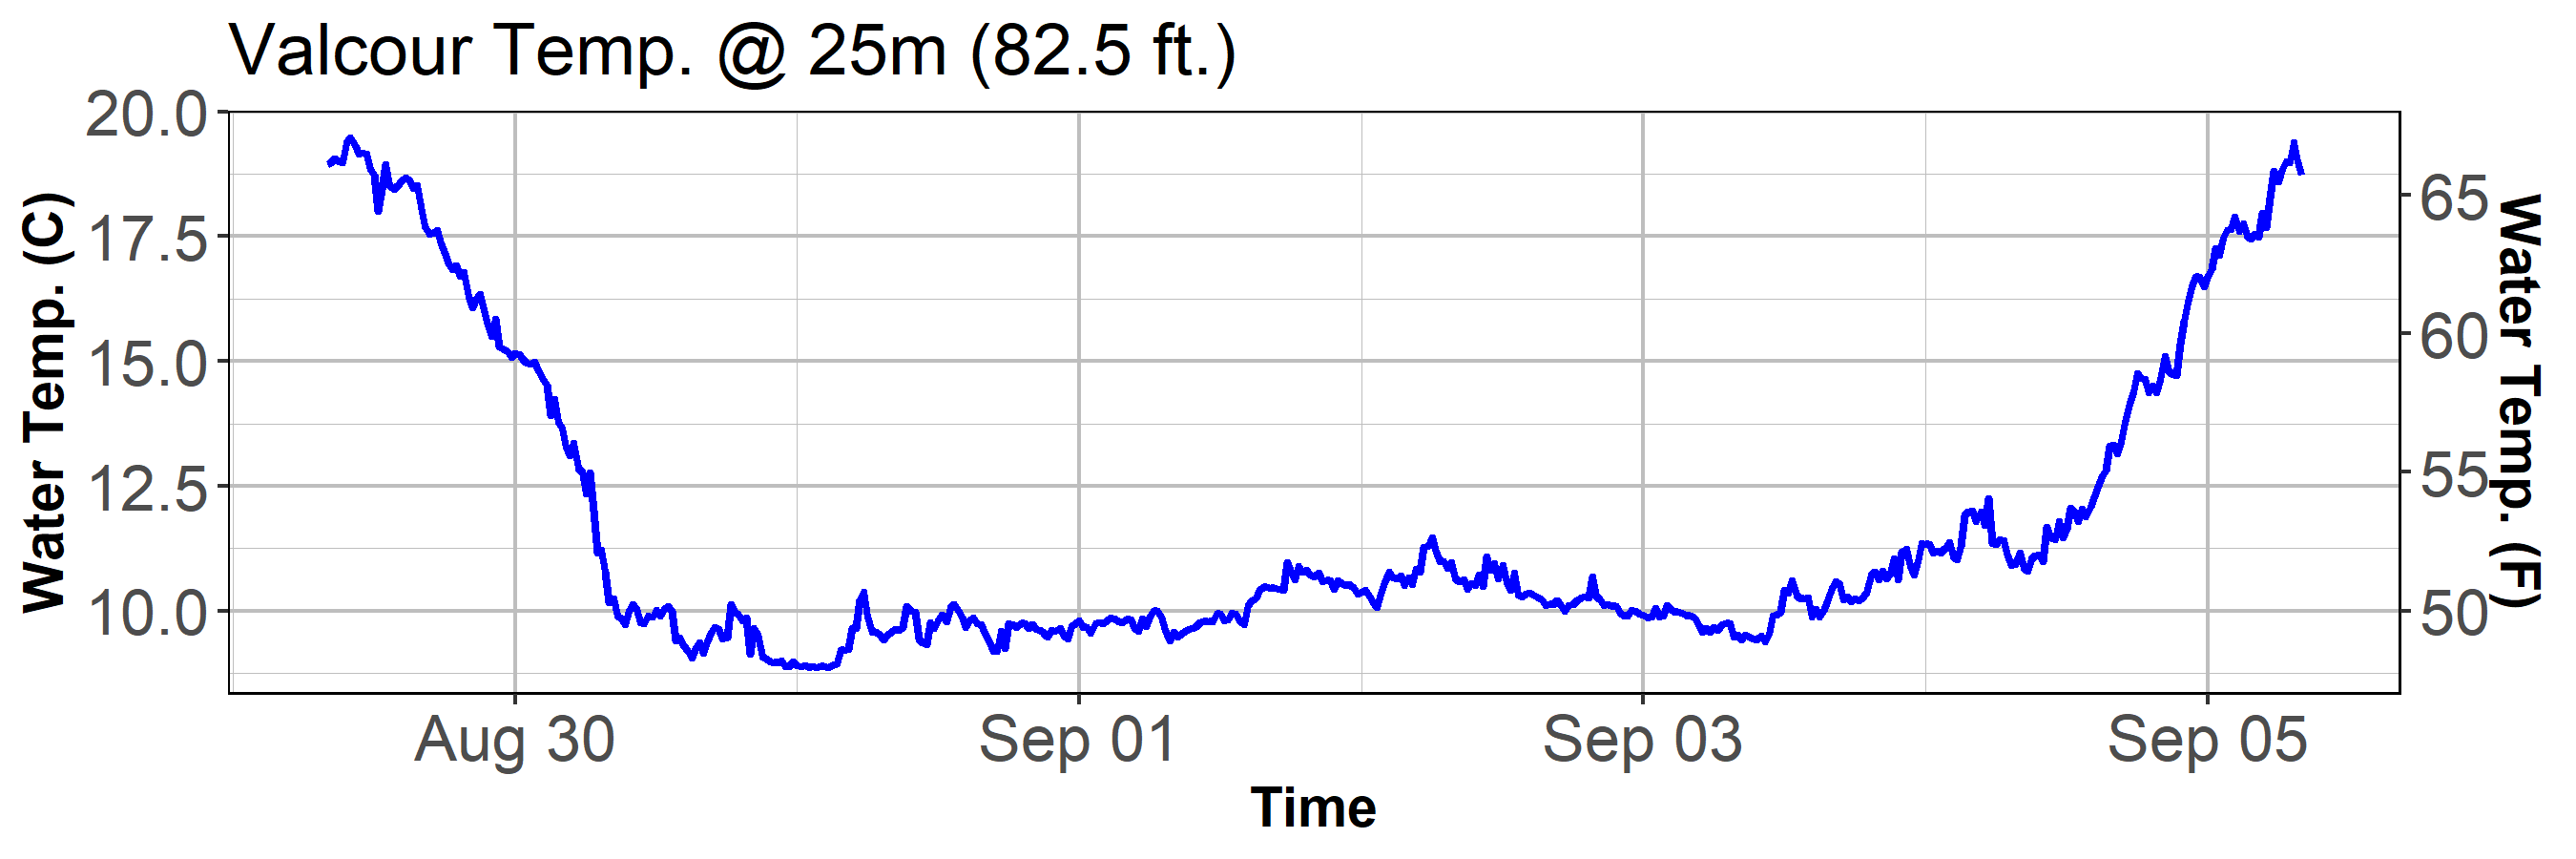 Valcour Temp. @ 25m (82.5 ft.)
Water Temp. (C)
20.0
17.5
15.0
12.5
10.0
65
60
55
50
Water Temp. (F)
Aug 30 Sep 01 Sep 03 Sep 05
Time